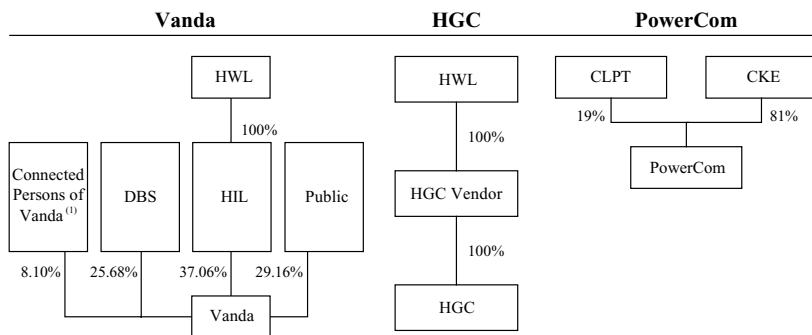 Vanda
HWL
100%
Connected
Persons of
Vanda (1)
DBS
HIL
Public
8.10%
25.68%
37.06%
29.16%
Vanda
HGC
HWL
100%
HGC Vendor
100%
HGC
PowerCom
CLPT
CKE
19%
81%
PowerCom